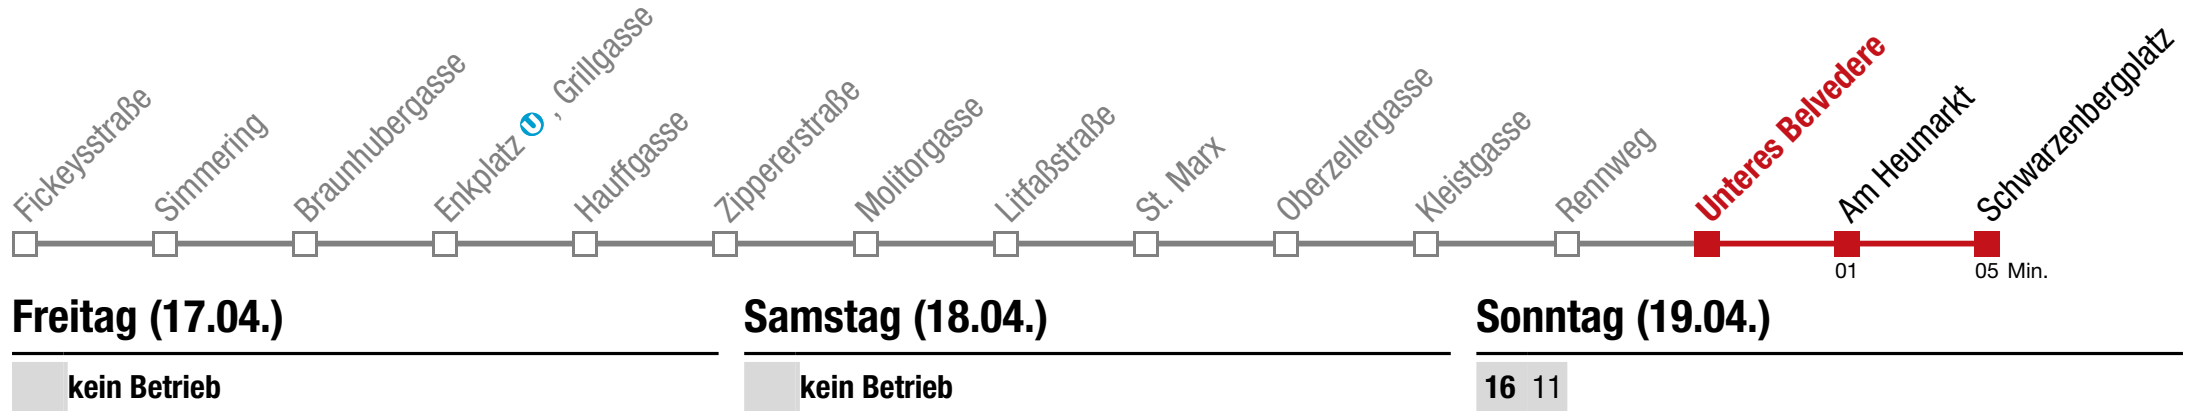 Fickeysstraße
Simmering
Braunhubergasse
Enkplatz U, Grillgasse
Hauffgasse
Zippererstraße
Molitorgasse
Litfaßstraße
St. Marx
Oberzellergasse
Kleistgasse
Rennweg
Unteres Belvedere
Am Heumarkt
Schwarzenbergplatz
01
05 Min.
Freitag (17.04.)
kein Betrieb
Samstag (18.04.)
kein Betrieb
Sonntag (19.04.)
16 11